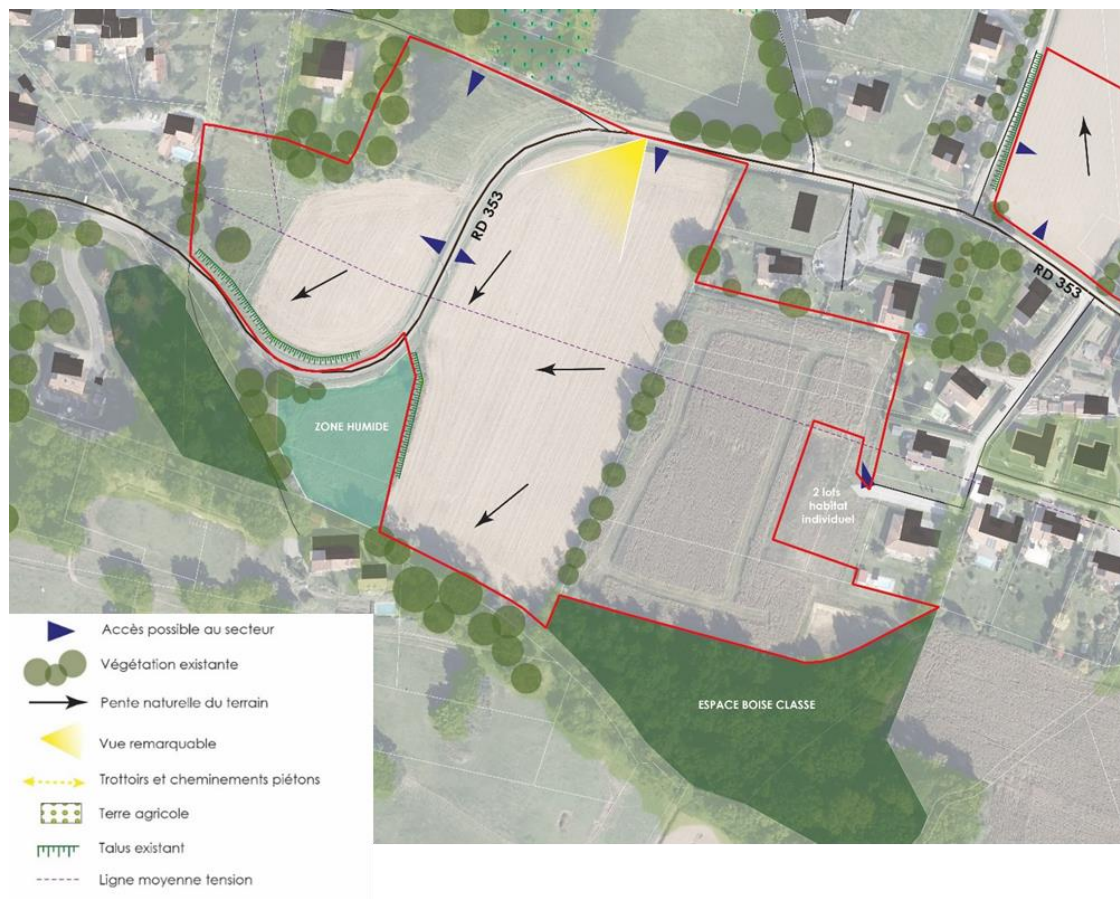 RD 353
RD 353
ZONE HUMIDE
2 lots
habitat
individuel
ESPACE BOISE CLASSE
Accès possible au secteur
Végétation existante
Pente naturelle du terrain
Vue remarquable
Trottoirs et cheminements piétons
Terre agricole
Talus existant
Ligne moyenne tension